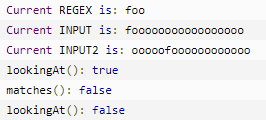 Current REGEX is: foo
Current INPUT is: fooooooooooooooooo
Current INPUT2 is: ooooofoooooooooooo
lookingAt(): true
matches(): false
lookingAt(): false